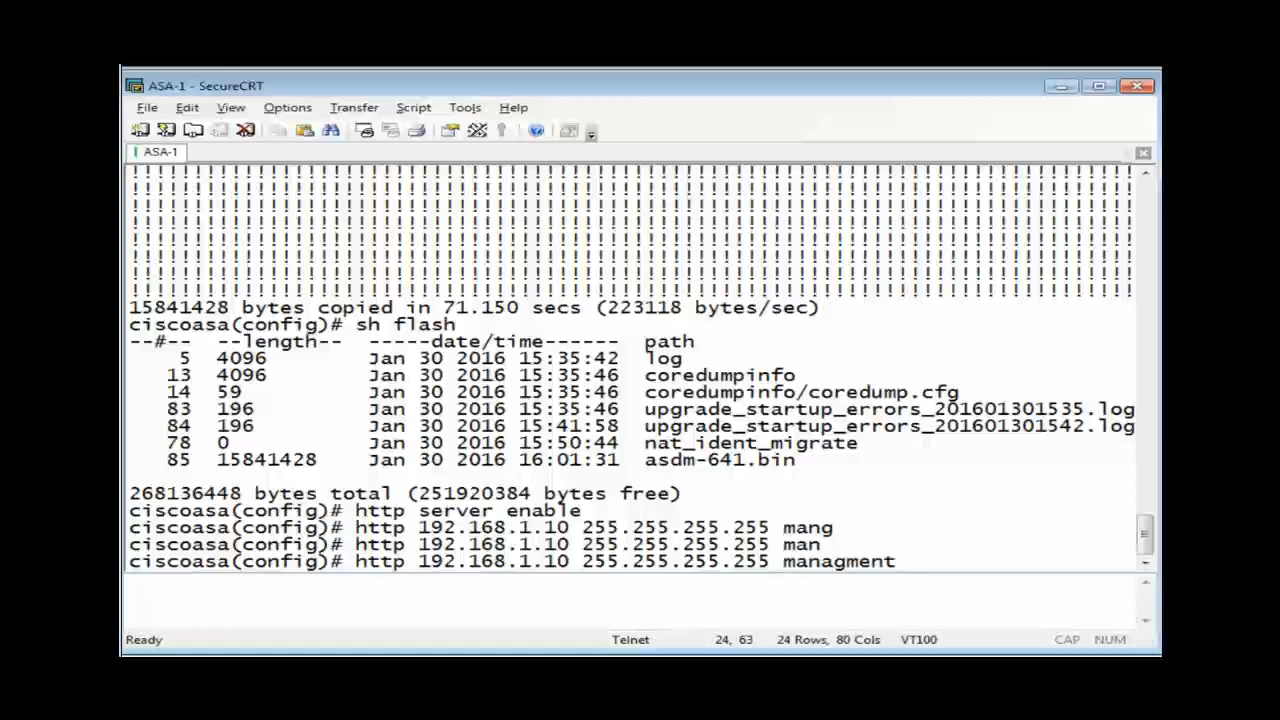 ASA-1 - SecureCRT
File Edit View Options Transfer Script Tools Help
ASA-1
!!!!!!!!!!!!!!!!!!!!!!!!!!!!!!!!!!!!!!!!!!!!!!!!!!!!!!!!!!!!!!!!!!!!!!!!!!!!!!!!
!!!!!!!!!!!!!!!!!!!!!!!!!!!!!!!!!!!!!!!!!!!!!!!!!!!!!!!!!!!!!!!!!!!!!!!!!!!!!!!!
!!!!!!!!!!!!!!!!!!!!!!!!!!!!!!!!!!!!!!!!!!!!!!!!!!!!!!!!!!!!!!!!!!!!!!!!!!!!!!!!
!!!!!!!!!!!!!!!!!!!!!!!!!!!!!!!!!!!!!!!!!!!!!!!!!!!!!!!!!!!!!!!!!!!!!!!!!!!!!!!!
!!!!!!!!!!!!!!!!!!!!!!!!!!!!!!!!!!!!!!!!!!!!!!!!!!!!!!!!!!!!!!!!!!!!!!!!!!!!!!!!
!!!!!!!!!!!!!!!!!!!!!!!!!!!!!!!!!!!!!!!!!!!!!!!!!!!!!!!!!!!!!!!!!!!!!!!!!!!!!!!!
!!!!!!!!!!!!!!!!!!!!!!!!!!!!!!!!!!!!!!!!!!!!!!!!!!!!!!!!!!!!!!!!!!!!!!!!!!!!!!!!
!!!!!!!!!!!!!!!!!!!!!!!!!!!!!!!!!!!!!!!!!!!!!!!!!!!!!!!!!!!!!!!!!!!!!!!!!!!!!!!!
15841428 bytes copied in 71.150 secs (223118 bytes/sec)
ciscoasa(config)# sh flash
--#-- --length-- -----date/time------ path
5 4096 Jan 30 2016 15:35:42 log
13 4096 Jan 30 2016 15:35:46 coredumpinfo
14 59 Jan 30 2016 15:35:46 coredumpinfo/coredump.cfg
83 196 Jan 30 2016 15:35:46 upgrade_startup_errors_201601301535.log
84 196 Jan 30 2016 15:41:58 upgrade_startup_errors_201601301542.log
78 0 Jan 30 2016 15:50:44 nat_ident_migrate
85 15841428 Jan 30 2016 16:01:31 asdm-641.bin
268136448 bytes total (251920384 bytes free)
ciscoasa(config)# http server enable
ciscoasa(config)# http 192.168.1.10 255.255.255.255 mang
ciscoasa(config)# http 192.168.1.10 255.255.255.255 man
ciscoasa(config)# http 192.168.1.10 255.255.255.255 managment
Ready Telnet 24, 63 24 Rows, 80 Cols VT100 CAP NUM